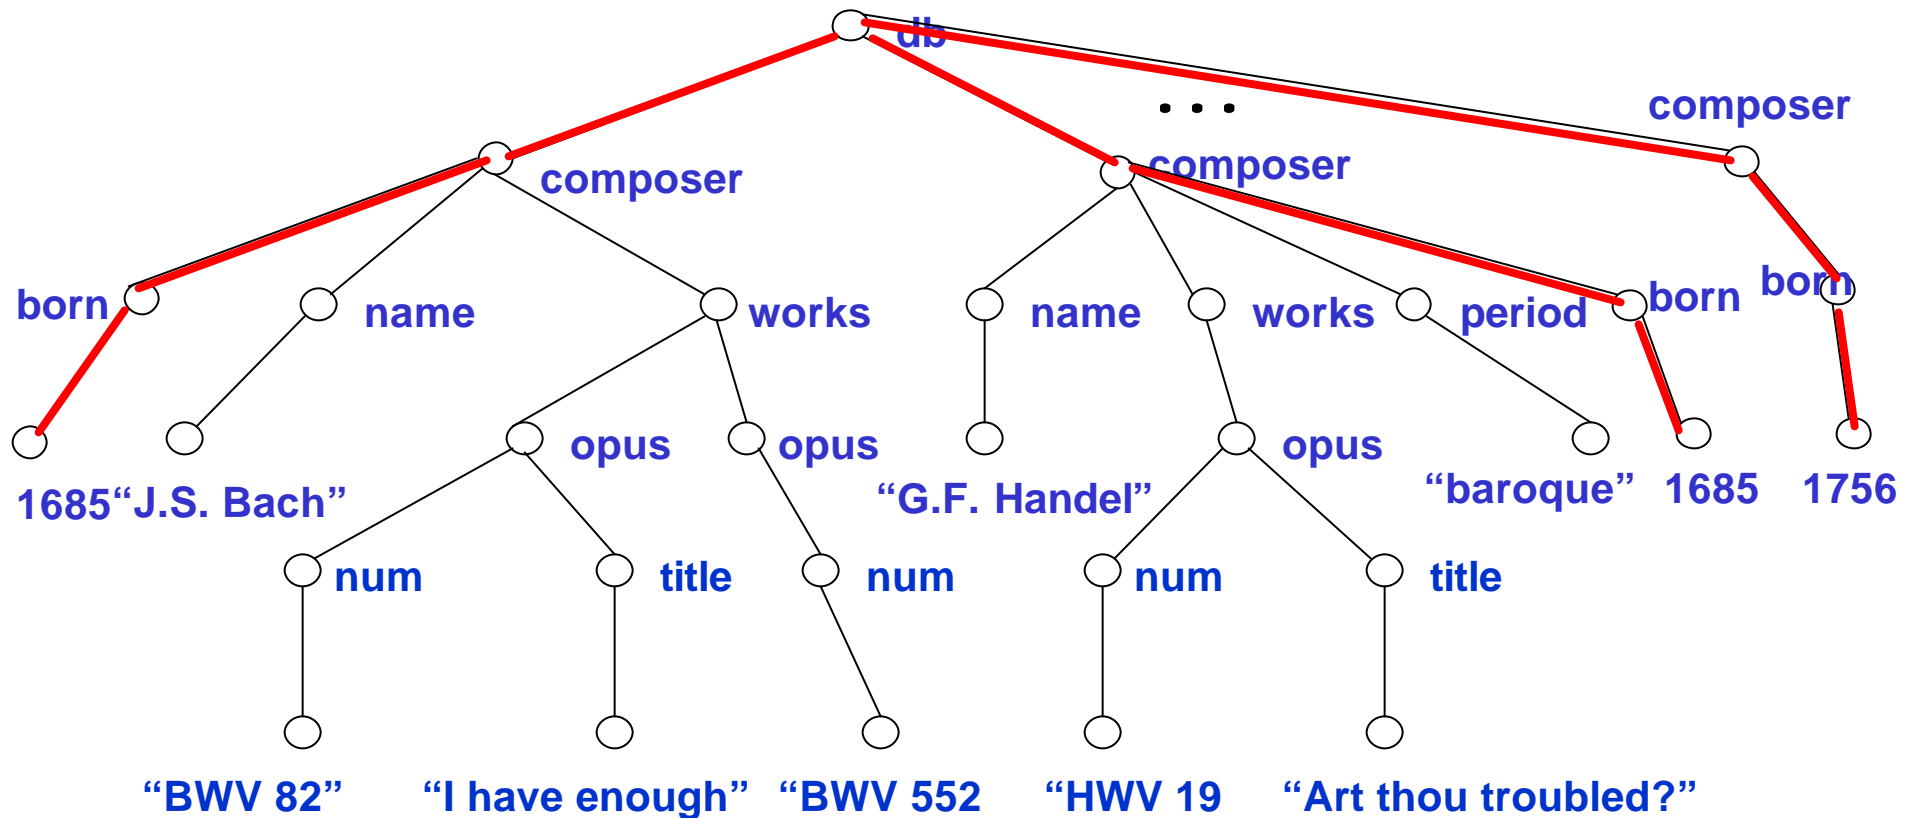 db
. . .
composer
composer
composer
born
name
works
name
works
period
born
born
opus
opus
opus
1685
“J.S. Bach”
“G.F. Handel”
“baroque”
1685
1756
num
title
num
num
title
“BWV 82”
“I have enough”
“BWV 552
“HWV 19
“Art thou troubled?”